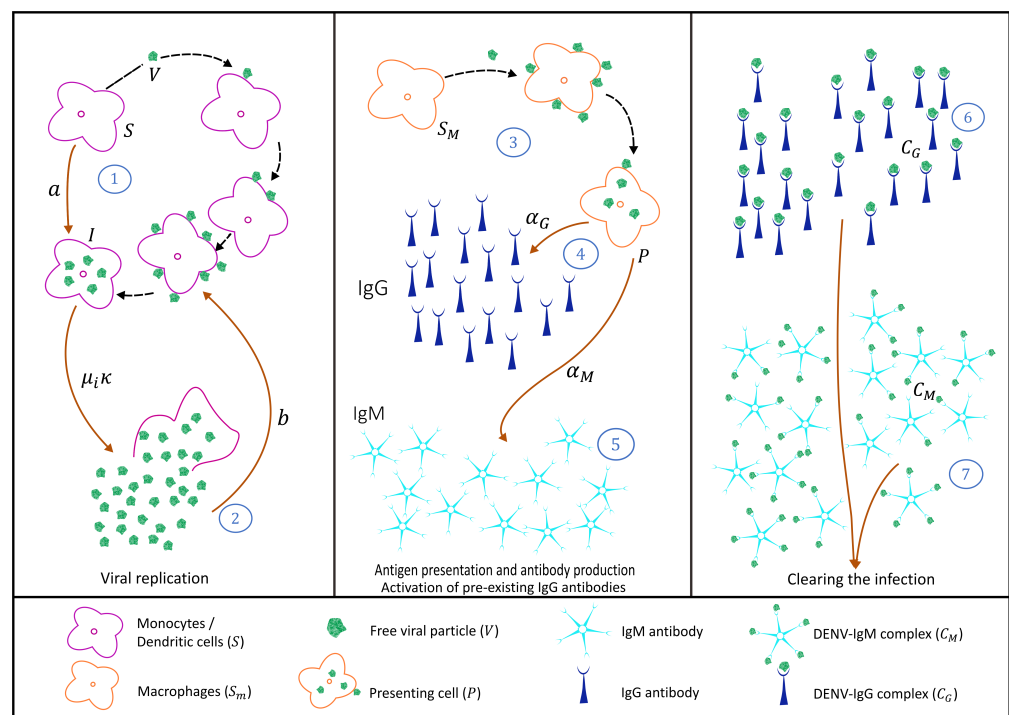 V
S
1
a
I
μᵢκ
b
2
Viral replication
S_M
3
α_G
4
P
IgG
α_M
IgM
5
Antigen presentation and antibody production
Activation of pre-existing IgG antibodies
6
C_G
C_M
7
Clearing the infection
Monocytes /
Dendritic cells (S)
Free viral particle (V)
IgM antibody
DENV-IgM complex (C_M)
Macrophages (S_m)
Presenting cell (P)
IgG antibody
DENV-IgG complex (C_G)